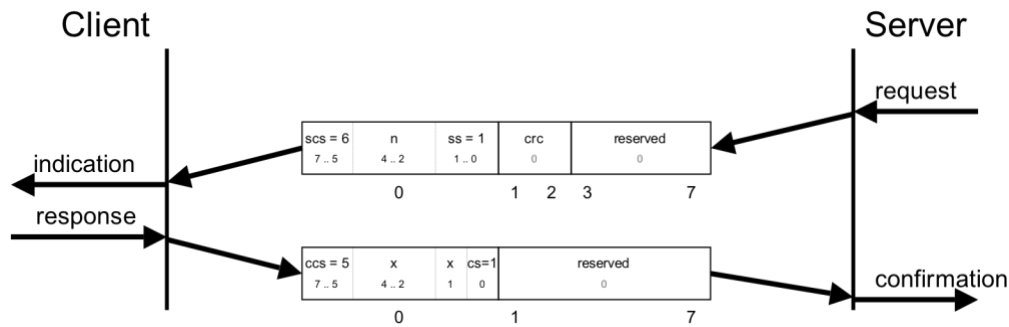 Client
Server
request
scs = 6 n ss = 1 crc reserved
7 .. 5 4 .. 2 1 .. 0 0 0
indication
0 1 2 3 7
response
ccs = 5 x x cs=1 reserved
7 .. 5 4 .. 2 1 0 0
confirmation
0 1 7